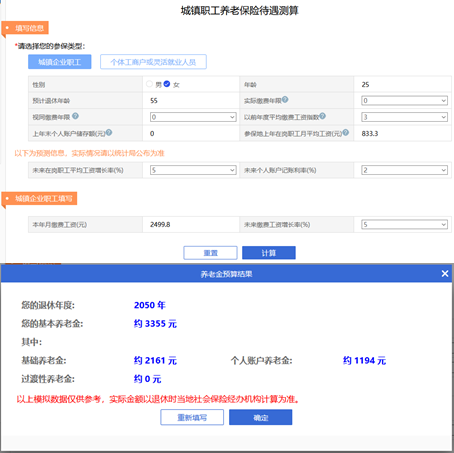 城镇职工养老保险待遇测算
填写信息
*请选择您的参保类型:
城镇企业职工 个体工商户或灵活就业人员
性别 男 女 年龄 25
预计退休年龄 55 实际缴费年限 0
视同缴费年限 0 以前年度平均缴费工资指数 3
上年末个人账户储存额(元) 0 参保地上年在岗职工月平均工资(元) 833.3
以下为预测信息，实际情况请以统计局公布为准
未来在岗职工平均工资增长率(%) 5 未来个人账户记账利率(%) 2
城镇企业职工填写
本年月缴费工资(元) 2499.8 未来缴费工资增长率(%) 5
重置 计算
养老金预算结果
您的退休年度: 2050 年
您的基本养老金: 约 3355 元
其中:
基础养老金: 约 2161 元 个人账户养老金: 约 1194 元
过渡性养老金: 约 0 元
以上模拟数据仅供参考，实际金额以退休时当地社会保险经办机构计算为准。
重新填写 确定